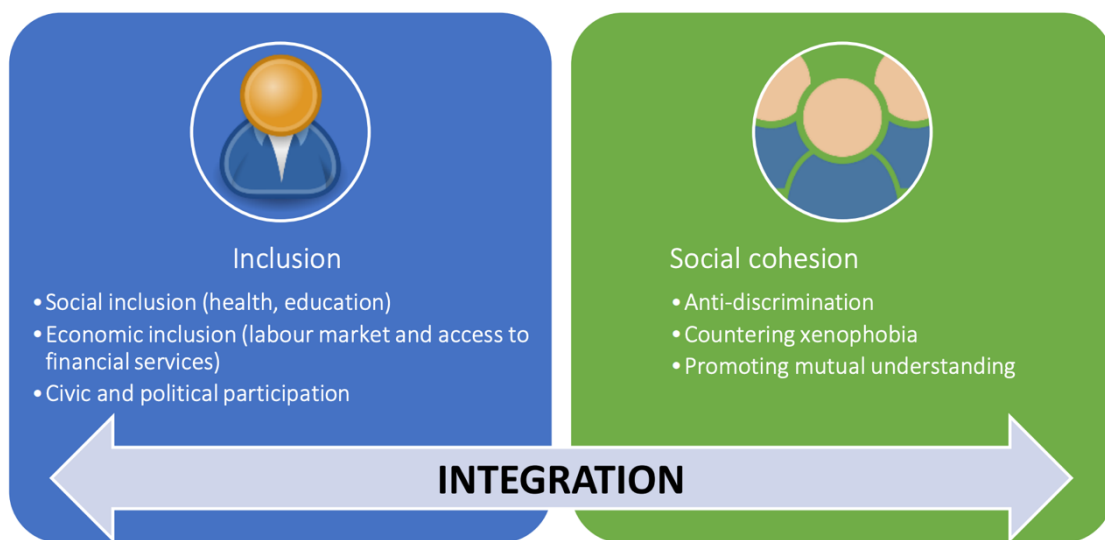 Inclusion
•Social inclusion (health, education)
•Economic inclusion (labour market and access to
financial services)
•Civic and political participation
Social cohesion
•Anti-discrimination
•Countering xenophobia
•Promoting mutual understanding
INTEGRATION